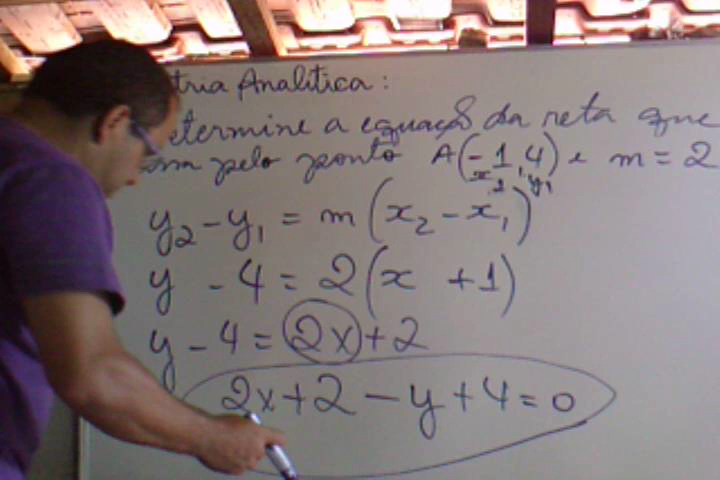 tria Analítica:
etermine a equação da reta que
pelo ponto A(-1,4) e m = 2
x1 y1
y2 - y1 = m(x2 - x1)
y - 4 = 2(x + 1)
y - 4 = 2x + 2
2x + 2 - y + 4 = 0